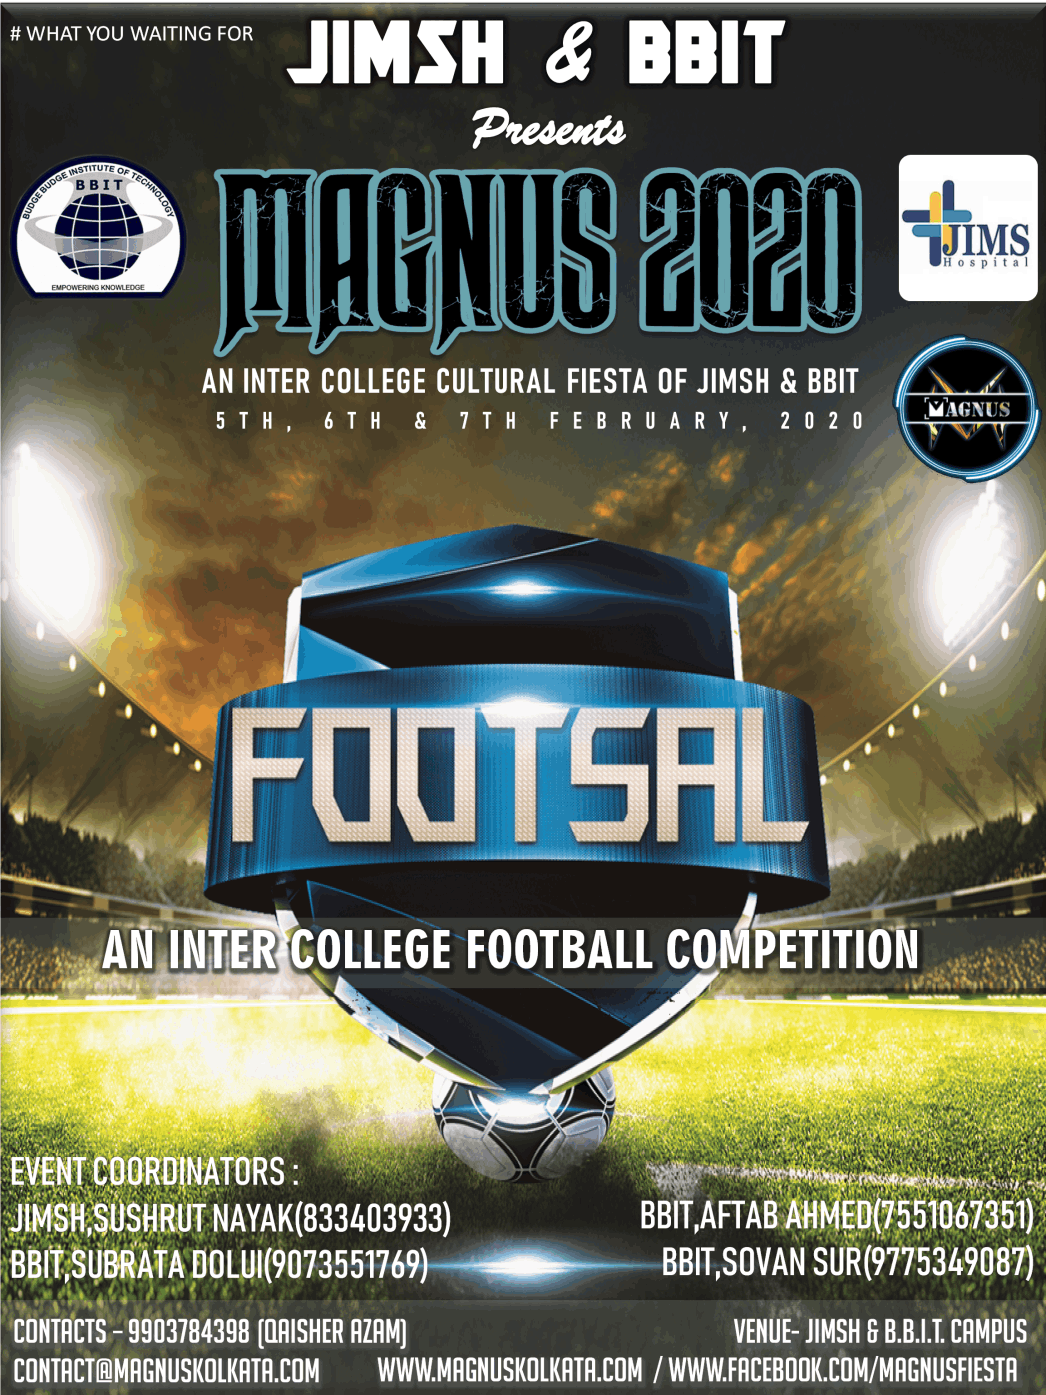 # WHAT YOU WAITING FOR
JIMSH & BBIT
Presents
BUDGE BUDGE INSTITUTE OF TECHNOLOGY
BBIT
EMPOWERING KNOWLEDGE
MAGNUS 2020
JIMS
Hospital
AN INTER COLLEGE CULTURAL FIESTA OF JIMSH & BBIT
5TH, 6TH & 7TH FEBRUARY, 2020
MAGNUS
FOOTSAL
AN INTER COLLEGE FOOTBALL COMPETITION
EVENT COORDINATORS :
JIMSH,SUSHRUT NAYAK(833403933)
BBIT,AFTAB AHMED(7551067351)
BBIT,SUBRATA DOLUI(9073551769)
BBIT,SOVAN SUR(9775349087)
CONTACTS - 9903784398 (QAISHER AZAM)
VENUE- JIMSH & B.B.I.T. CAMPUS
CONTACT@MAGNUSKOLKATA.COM
WWW.MAGNUSKOLKATA.COM / WWW.FACEBOOK.COM/MAGNUSFIESTA